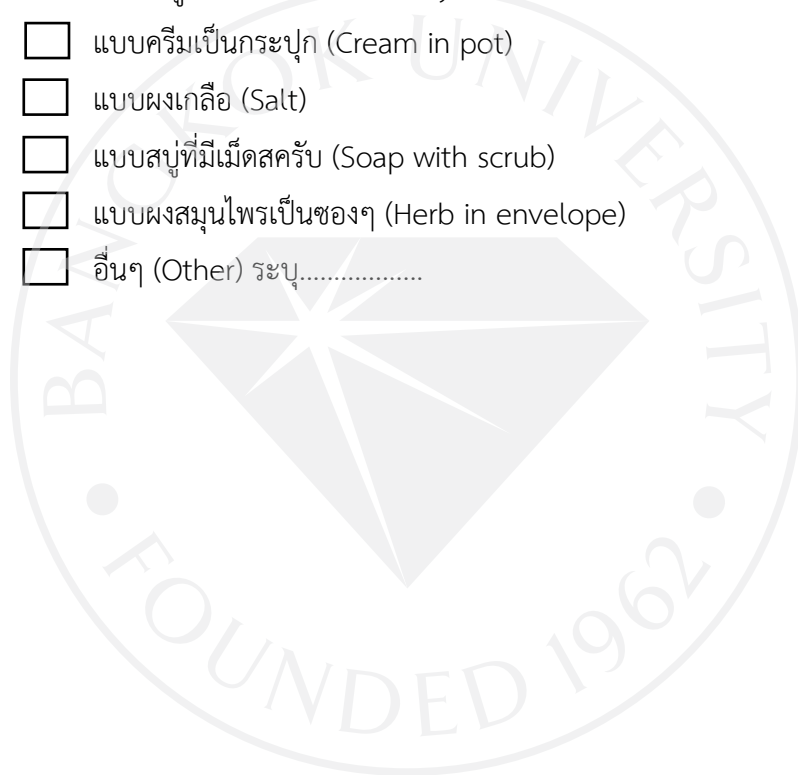 แบบครีมเป็นกระปุก (Cream in pot)
แบบผงเกลือ (Salt)
แบบสบู่ที่มีเม็ดสครับ (Soap with scrub)
แบบผงสมุนไพรเป็นซองๆ (Herb in envelope)
อื่นๆ (Other) ระบุ..................
BANGKOK UNIVERSITY
FOUNDED 1962